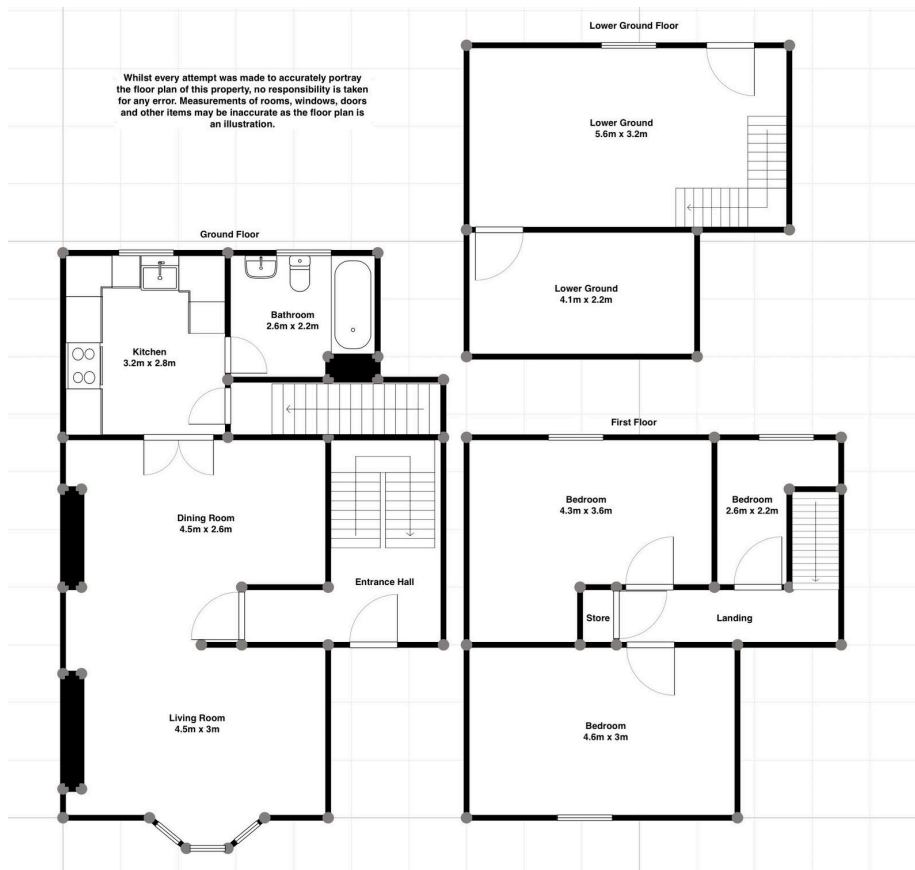 Lower Ground Floor
Whilst every attempt was made to accurately portray
the floor plan of this property, no responsibility is taken
for any error. Measurements of rooms, windows, doors
and other items may be inaccurate as the floor plan is
an illustration.
Lower Ground
5.6m x 3.2m
Lower Ground
4.1m x 2.2m
Ground Floor
Bathroom
2.6m x 2.2m
Kitchen
3.2m x 2.8m
Dining Room
4.5m x 2.6m
Entrance Hall
Living Room
4.5m x 3m
First Floor
Bedroom
4.3m x 3.6m
Bedroom
2.6m x 2.2m
Store
Landing
Bedroom
4.6m x 3m